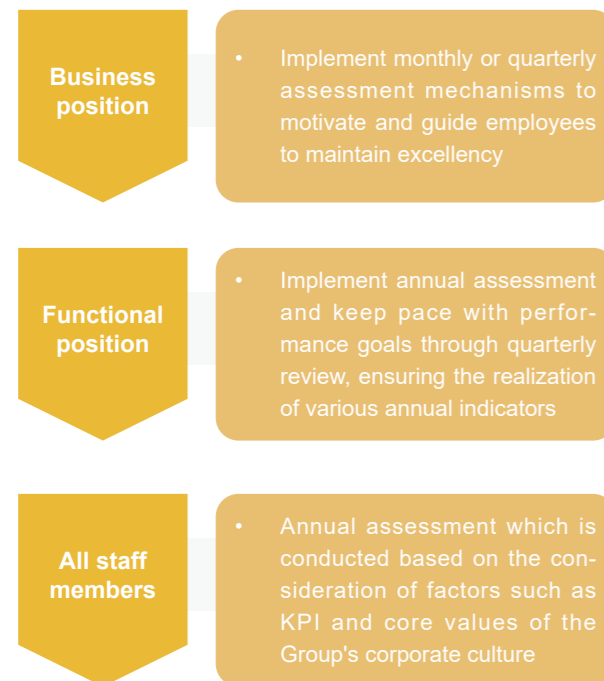 Business
position
• Implement monthly or quarterly
assessment mechanisms to
motivate and guide employees
to maintain excellency
Functional
position
• Implement annual assessment
and keep pace with perfor-
mance goals through quarterly
review, ensuring the realization
of various annual indicators
All staff
members
• Annual assessment which is
conducted based on the con-
sideration of factors such as
KPI and core values of the
Group's corporate culture